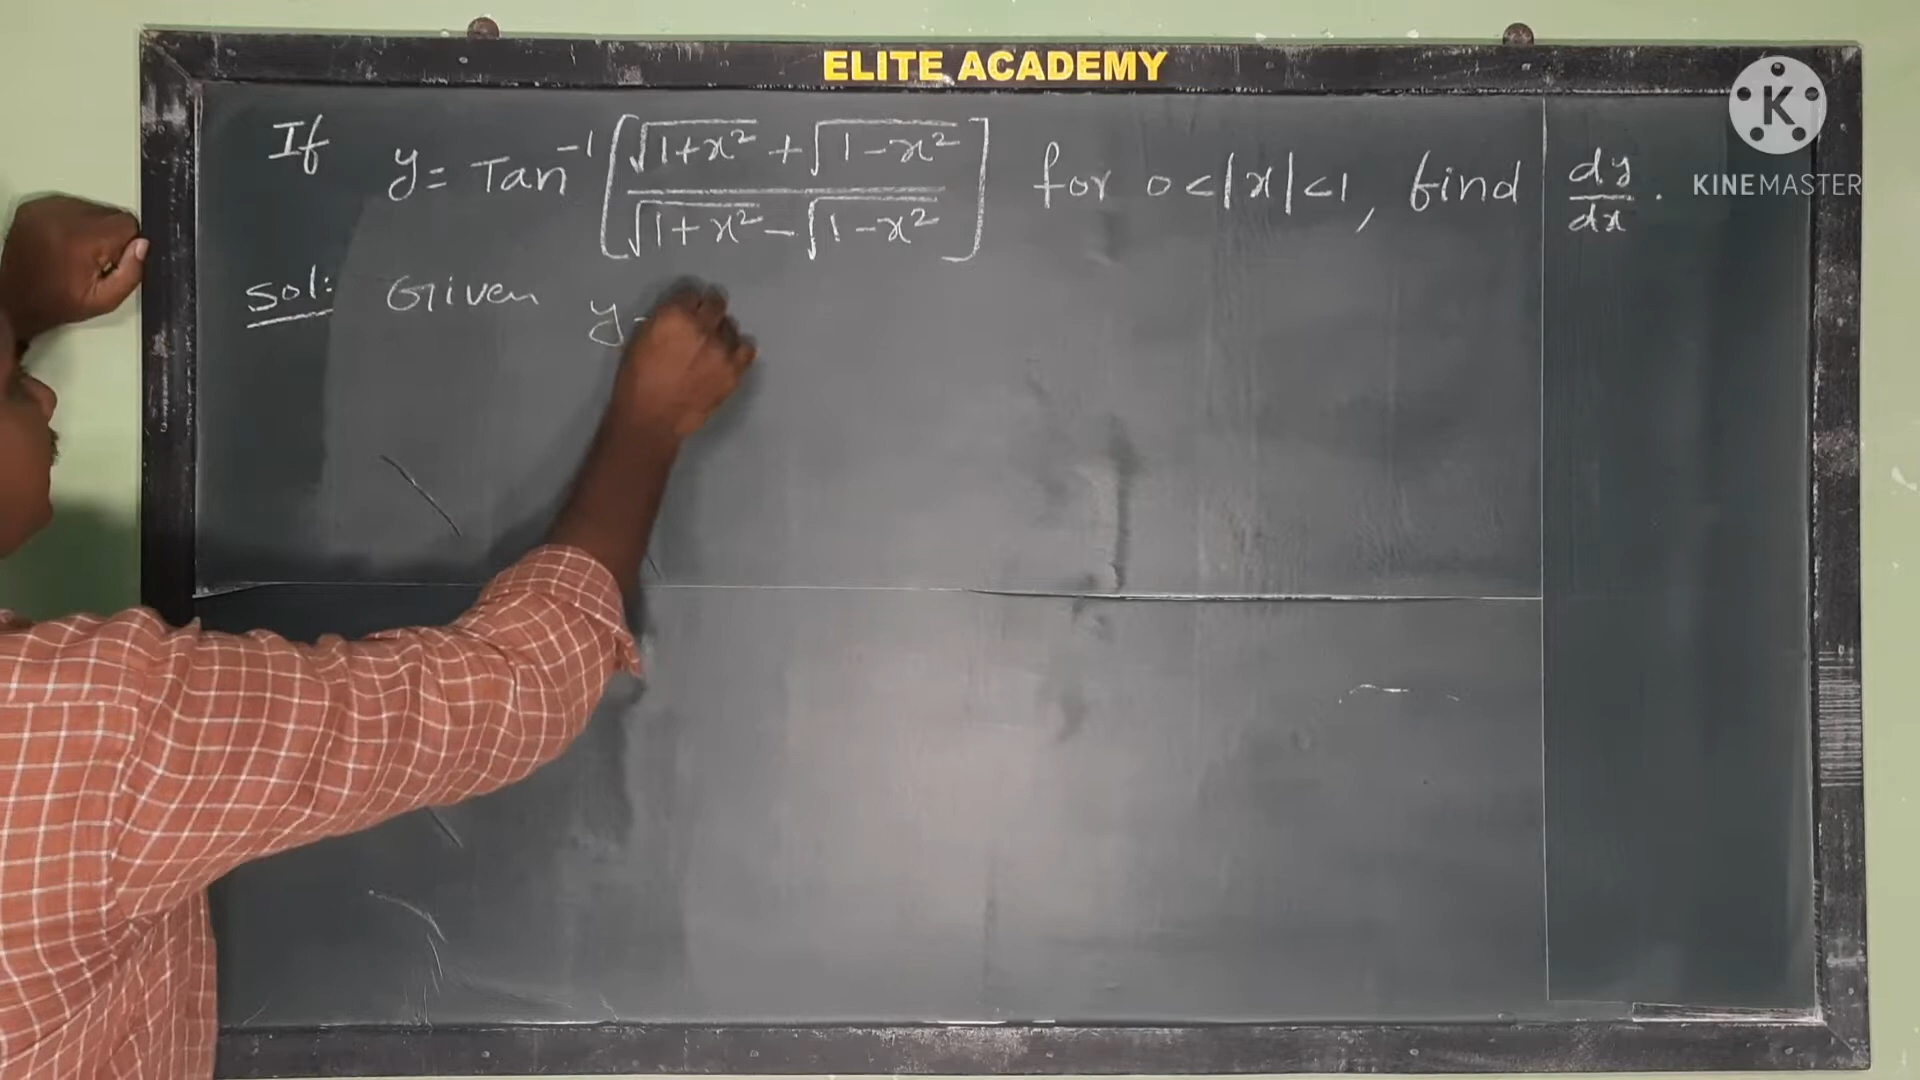 ELITE ACADEMY
K
KINEMASTER
If y = Tan⁻¹ [ (√1+x² + √1-x²) / (√1+x² - √1-x²) ] for 0<|x|<1, find dy/dx.
Sol: Given y